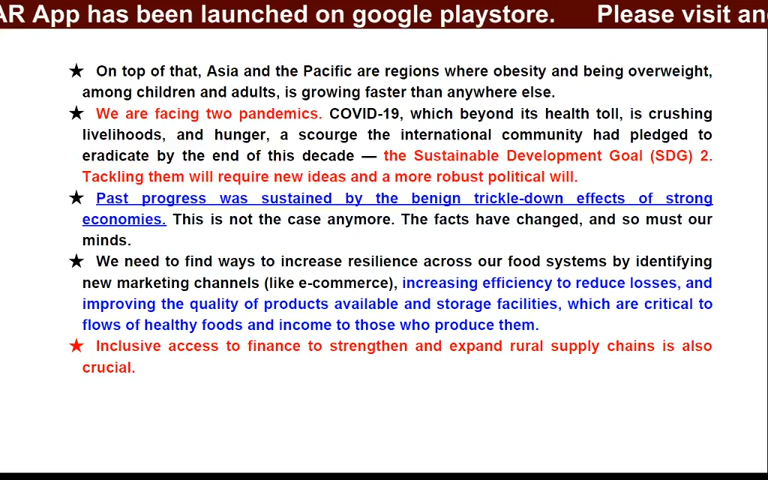 AR App has been launched on google playstore. Please visit and
★ On top of that, Asia and the Pacific are regions where obesity and being overweight,
among children and adults, is growing faster than anywhere else.
★ We are facing two pandemics. COVID-19, which beyond its health toll, is crushing
livelihoods, and hunger, a scourge the international community had pledged to
eradicate by the end of this decade — the Sustainable Development Goal (SDG) 2.
Tackling them will require new ideas and a more robust political will.
★ Past progress was sustained by the benign trickle-down effects of strong
economies. This is not the case anymore. The facts have changed, and so must our
minds.
★ We need to find ways to increase resilience across our food systems by identifying
new marketing channels (like e-commerce), increasing efficiency to reduce losses, and
improving the quality of products available and storage facilities, which are critical to
flows of healthy foods and income to those who produce them.
★ Inclusive access to finance to strengthen and expand rural supply chains is also
crucial.